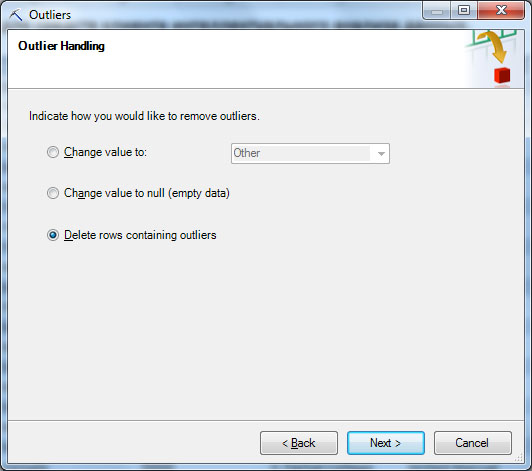 Outliers
Outlier Handling
Indicate how you would like to remove outliers.
Change value to:
Other
Change value to null (empty data)
Delete rows containing outliers
< Back
Next >
Cancel